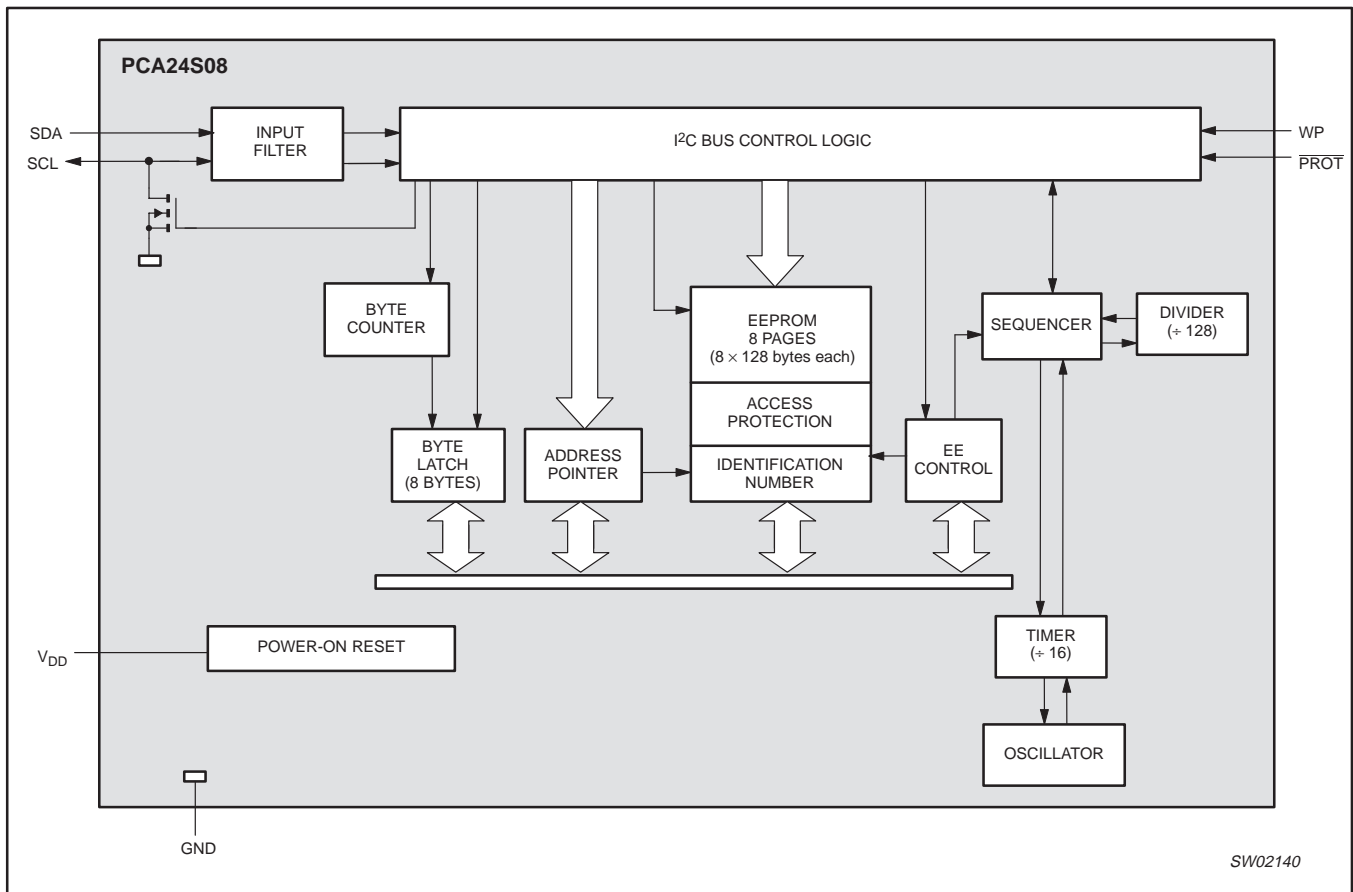 PCA24S08
SDA
SCL
INPUT
FILTER
I²C BUS CONTROL LOGIC
WP
PROT
BYTE
COUNTER
EEPROM
8 PAGES
(8 × 128 bytes each)
SEQUENCER
DIVIDER
(÷ 128)
ACCESS
PROTECTION
BYTE
LATCH
(8 BYTES)
ADDRESS
POINTER
IDENTIFICATION
NUMBER
EE
CONTROL
V_DD
POWER-ON RESET
TIMER
(÷ 16)
OSCILLATOR
GND
SW02140